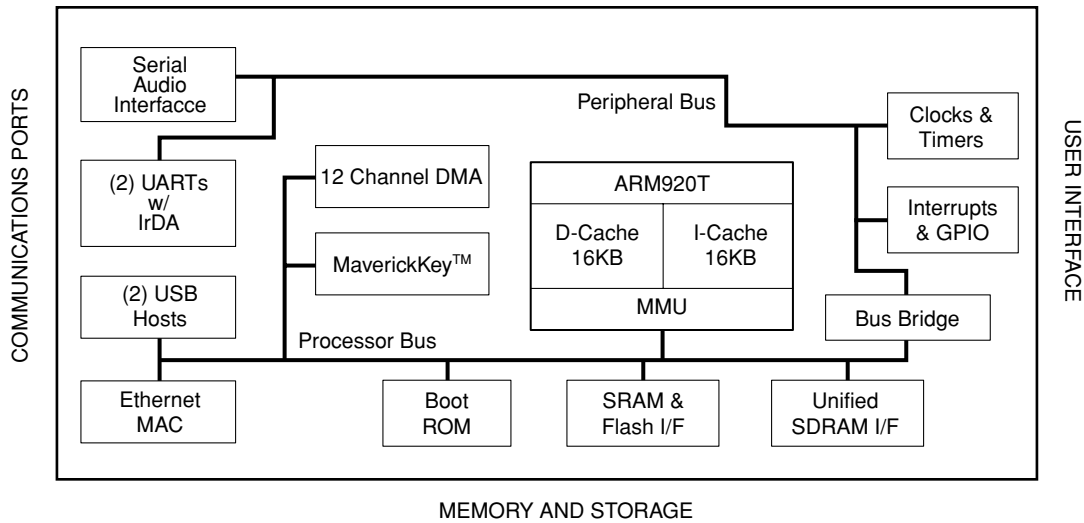 COMMUNICATIONS PORTS
Serial
Audio
Interfacce
Peripheral Bus
Clocks &
Timers
(2) UARTs
w/
IrDA
12 Channel DMA
ARM920T
D-Cache
16KB
I-Cache
16KB
MMU
Interrupts
& GPIO
MaverickKey™
(2) USB
Hosts
Bus Bridge
Processor Bus
Ethernet
MAC
Boot
ROM
SRAM &
Flash I/F
Unified
SDRAM I/F
USER INTERFACE
MEMORY AND STORAGE